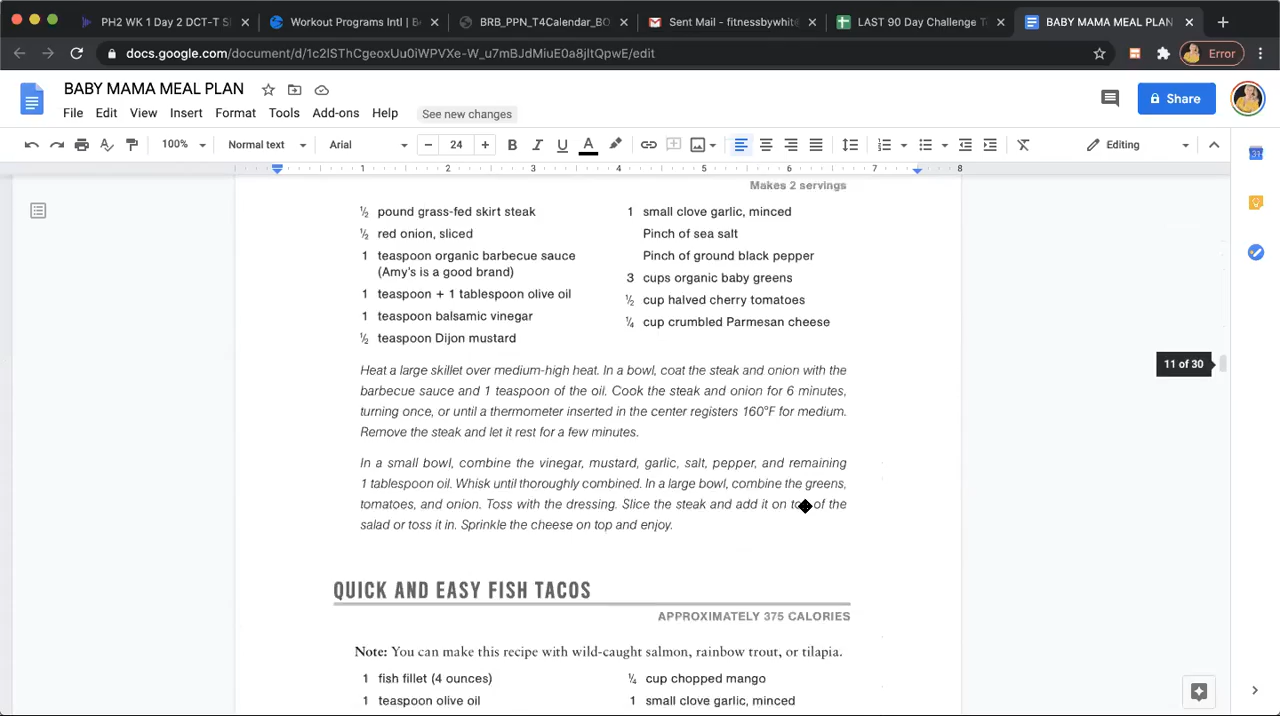 PH2 WK 1 Day 2 DCT-T S
Workout Programs Intl | B
BRB_PPN_T4Calendar_BO
Sent Mail - fitnessbywhit
LAST 90 Day Challenge T
BABY MAMA MEAL PLAN
docs.google.com/document/d/1c2lSThCgeoxUu0iWPVXe-W_u7mBJdMiuE0a8jltQpwE/edit
Error
BABY MAMA MEAL PLAN
File Edit View Insert Format Tools Add-ons Help See new changes
Share
100% Normal text Arial 24 B I U A Editing
1 2 3 4 5 6 7 8
Makes 2 servings
½ pound grass-fed skirt steak
½ red onion, sliced
1 teaspoon organic barbecue sauce
(Amy's is a good brand)
1 teaspoon + 1 tablespoon olive oil
1 teaspoon balsamic vinegar
½ teaspoon Dijon mustard
1 small clove garlic, minced
Pinch of sea salt
Pinch of ground black pepper
3 cups organic baby greens
½ cup halved cherry tomatoes
¼ cup crumbled Parmesan cheese
11 of 30
Heat a large skillet over medium-high heat. In a bowl, coat the steak and onion with the
barbecue sauce and 1 teaspoon of the oil. Cook the steak and onion for 6 minutes,
turning once, or until a thermometer inserted in the center registers 160°F for medium.
Remove the steak and let it rest for a few minutes.
In a small bowl, combine the vinegar, mustard, garlic, salt, pepper, and remaining
1 tablespoon oil. Whisk until thoroughly combined. In a large bowl, combine the greens,
tomatoes, and onion. Toss with the dressing. Slice the steak and add it on top of the
salad or toss it in. Sprinkle the cheese on top and enjoy.
QUICK AND EASY FISH TACOS
APPROXIMATELY 375 CALORIES
Note: You can make this recipe with wild-caught salmon, rainbow trout, or tilapia.
1 fish fillet (4 ounces)
1 teaspoon olive oil
¼ cup chopped mango
1 small clove garlic, minced